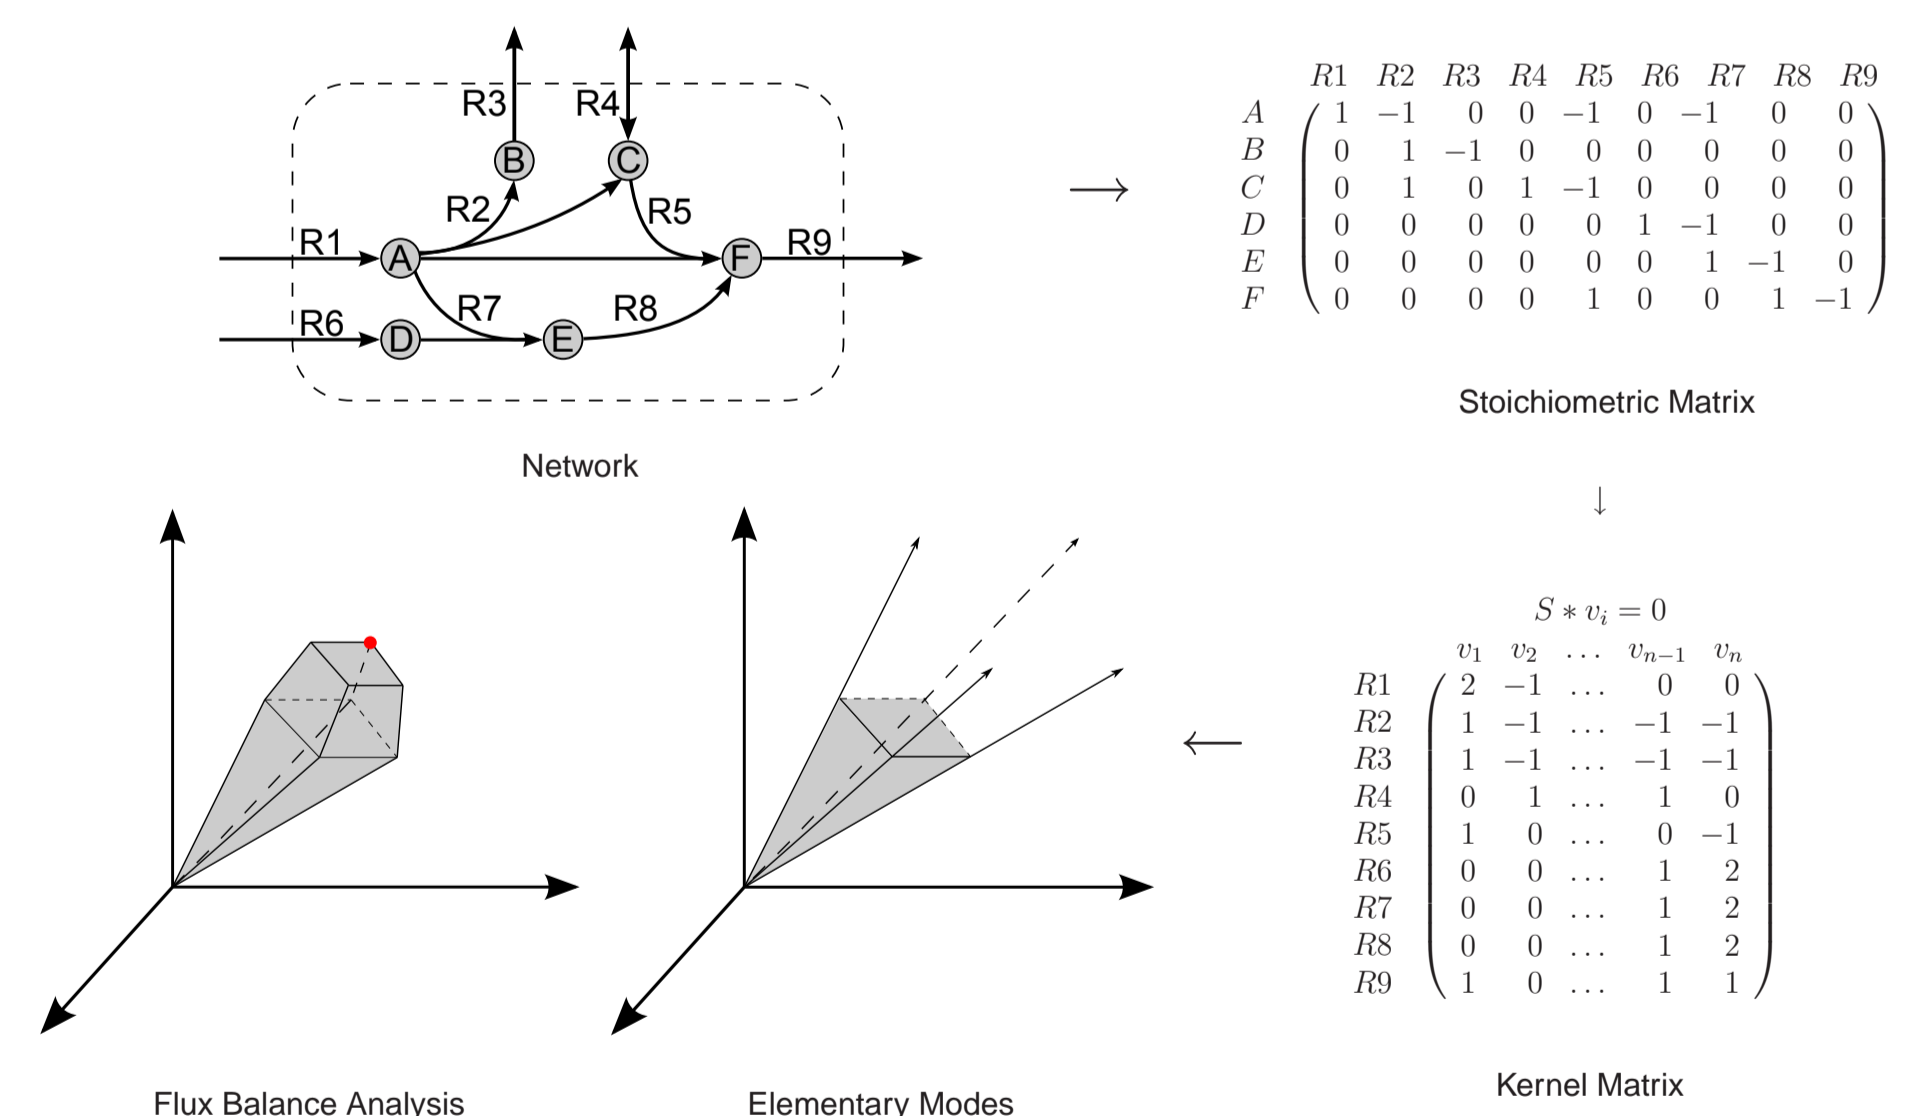 R3 R4
B C
R2 R5
R1 A F R9
R7 R8
R6 D E
Network
R1 R2 R3 R4 R5 R6 R7 R8 R9
A 1 −1 0 0 −1 0 −1 0 0
B 0 1 −1 0 0 0 0 0 0
C 0 1 0 1 −1 0 0 0 0
D 0 0 0 0 0 1 −1 0 0
E 0 0 0 0 0 0 1 −1 0
F 0 0 0 0 1 0 0 1 −1
Stoichiometric Matrix
S ∗ v_i = 0
v_1 v_2 ... v_{n−1} v_n
R1 2 −1 ... 0 0
R2 1 −1 ... −1 −1
R3 1 −1 ... −1 −1
R4 0 1 ... 1 0
R5 1 0 ... 0 −1
R6 0 0 ... 1 2
R7 0 0 ... 1 2
R8 0 0 ... 1 2
R9 1 0 ... 1 1
Kernel Matrix
Elementary Modes
Flux Balance Analysis